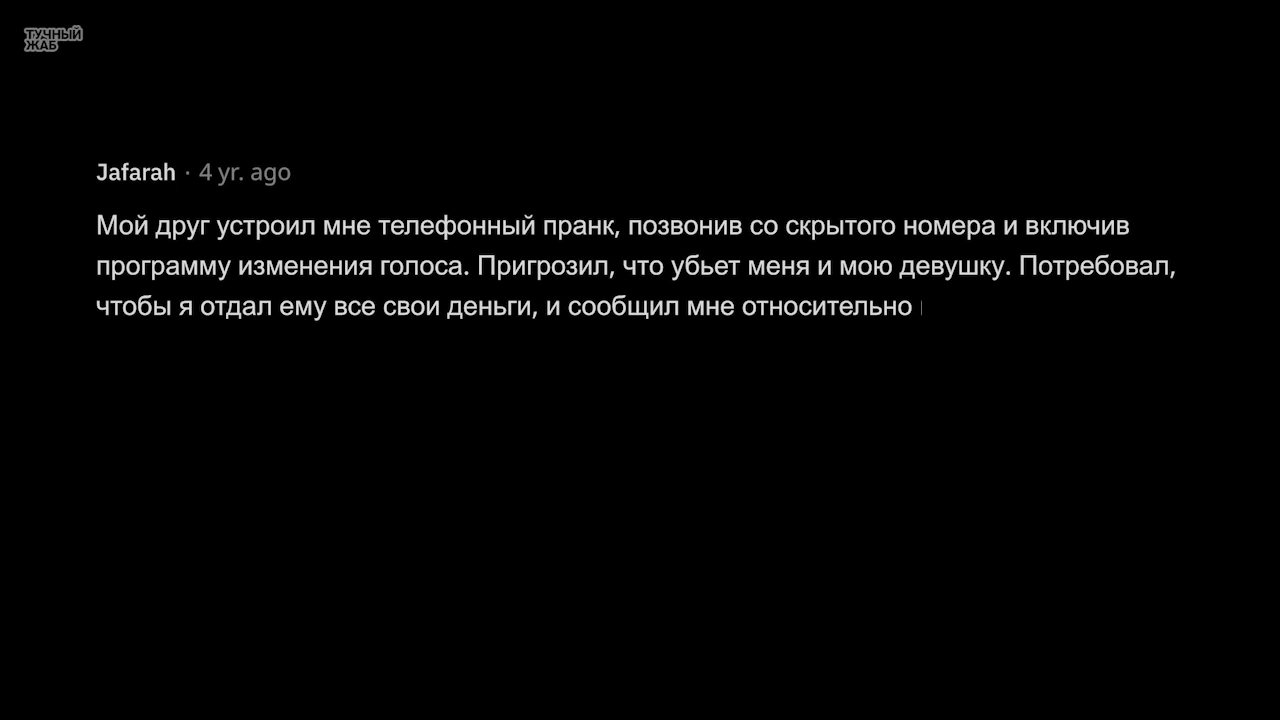 ТУЧНЫЙ
ЖАБ
Jafarah · 4 yr. ago
Мой друг устроил мне телефонный пранк, позвонив со скрытого номера и включив
программу изменения голоса. Пригрозил, что убьет меня и мою девушку. Потребовал,
чтобы я отдал ему все свои деньги, и сообщил мне относительно